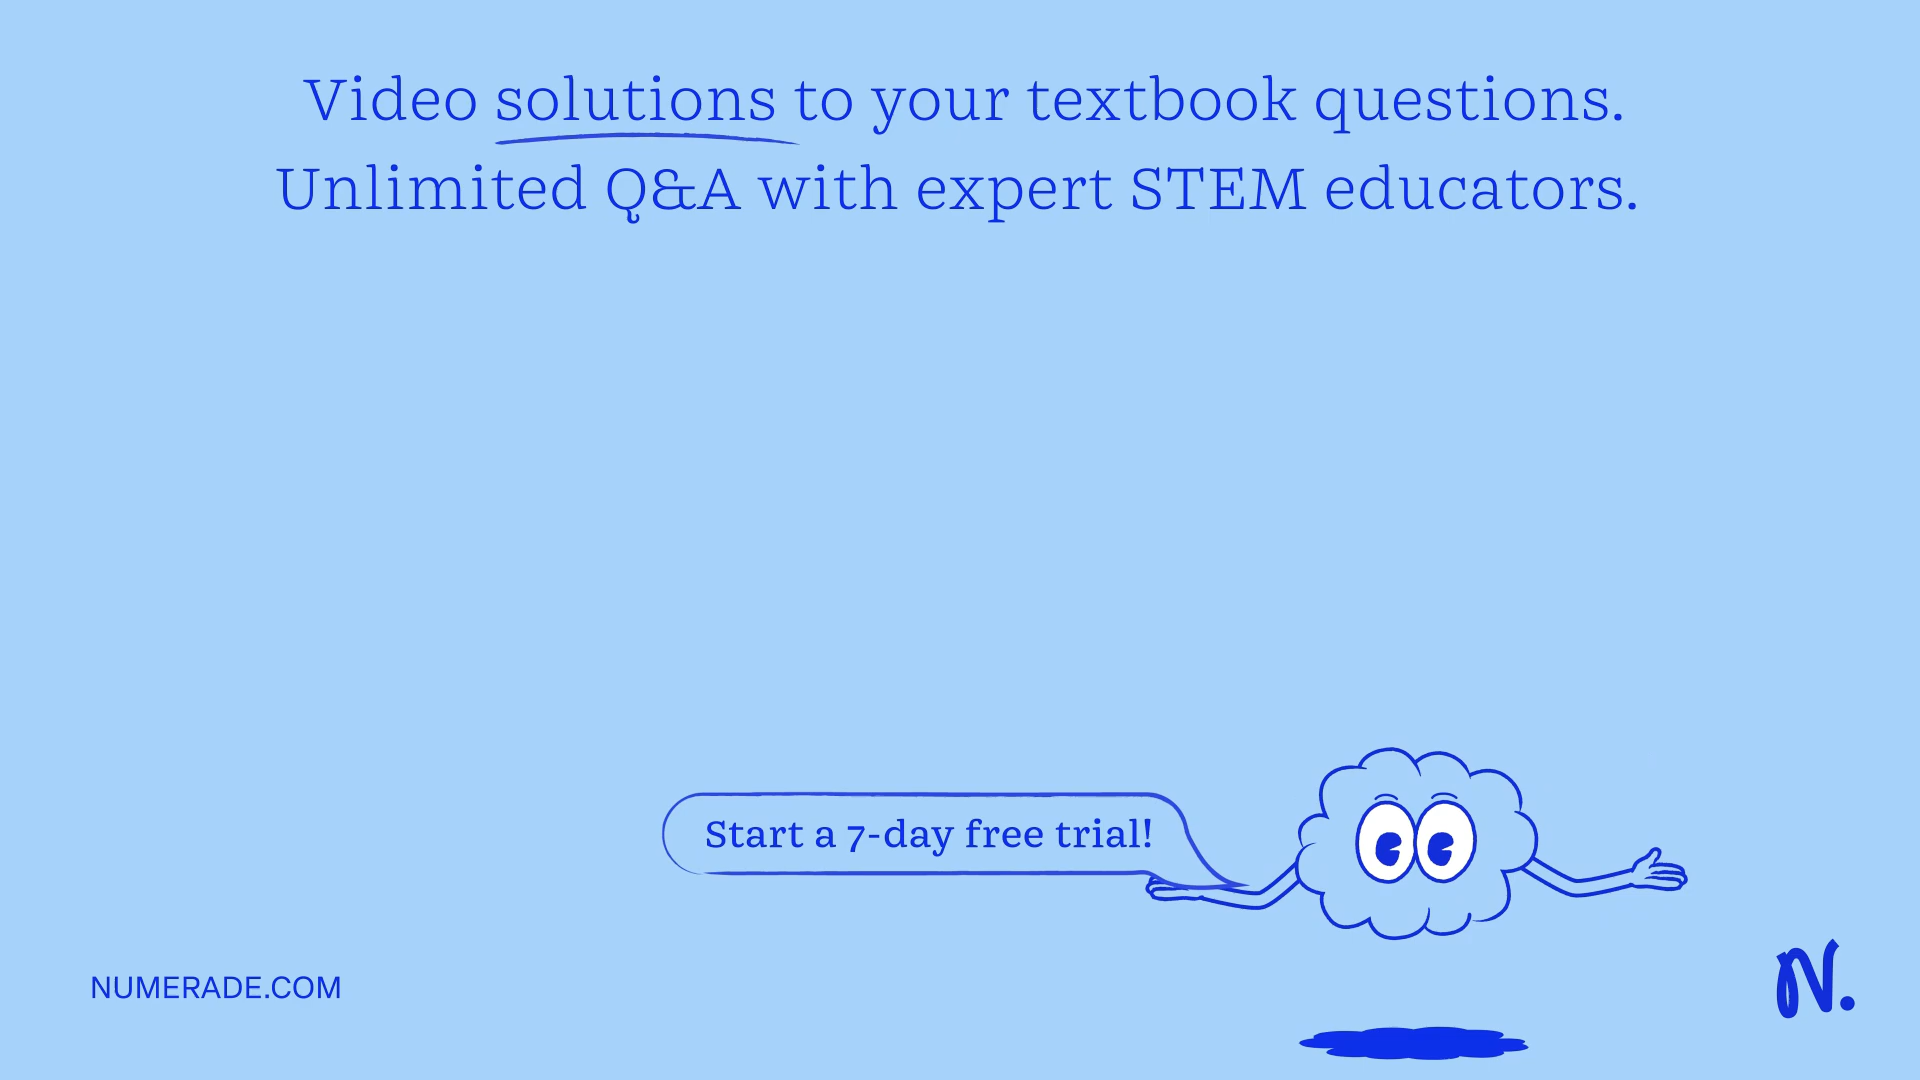 Video solutions to your textbook questions.
Unlimited Q&A with expert STEM educators.
Start a 7-day free trial!
NUMERADE.COM
N.